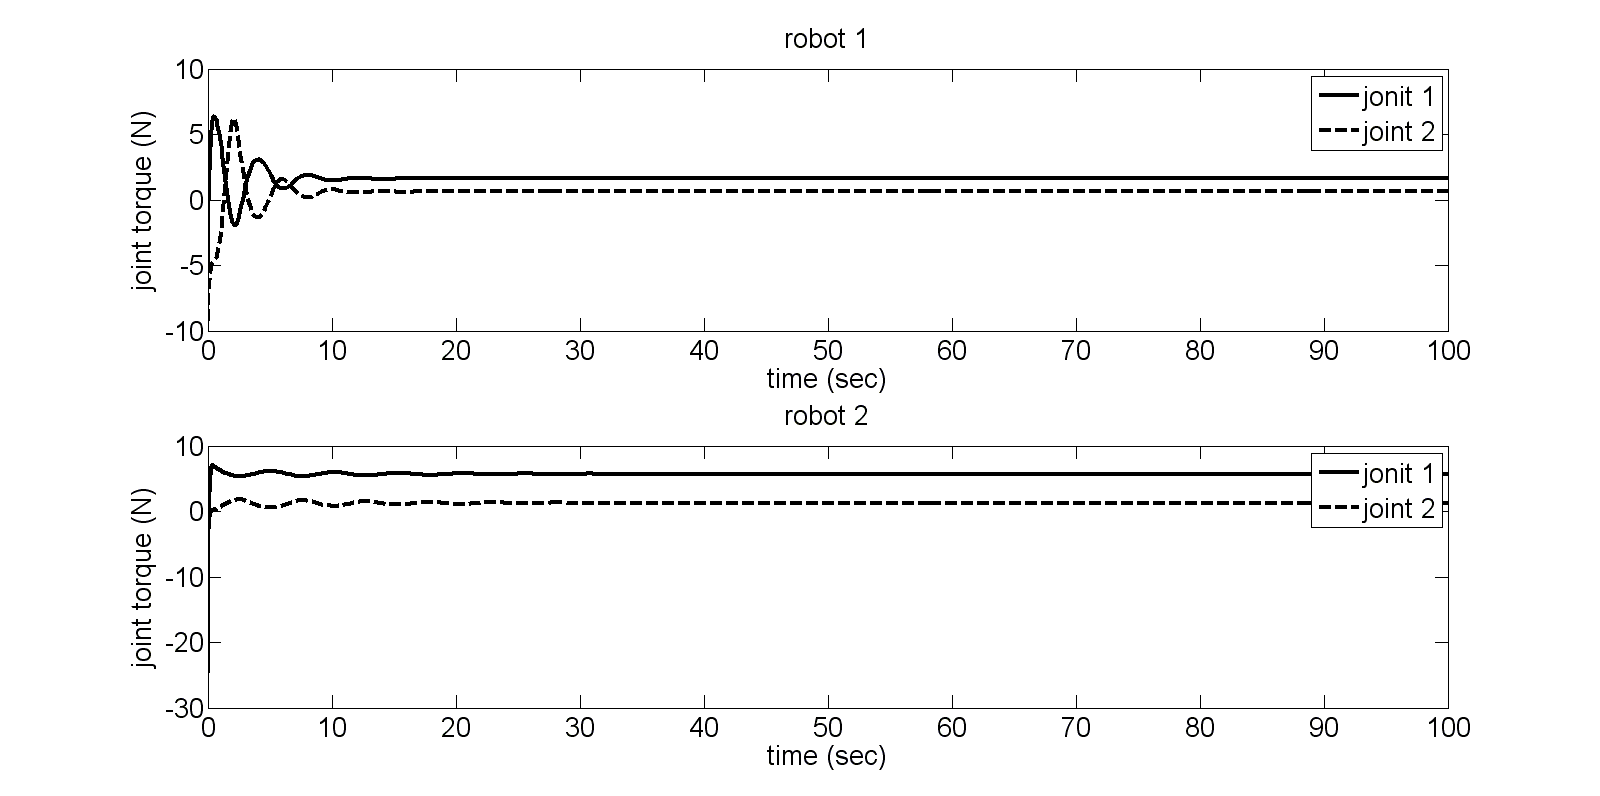 robot 1
10
5
0
-5
-10
joint torque (N)
jonit 1
joint 2
0 10 20 30 40 50 60 70 80 90 100
time (sec)
robot 2
10
0
-10
-20
-30
joint torque (N)
jonit 1
joint 2
0 10 20 30 40 50 60 70 80 90 100
time (sec)